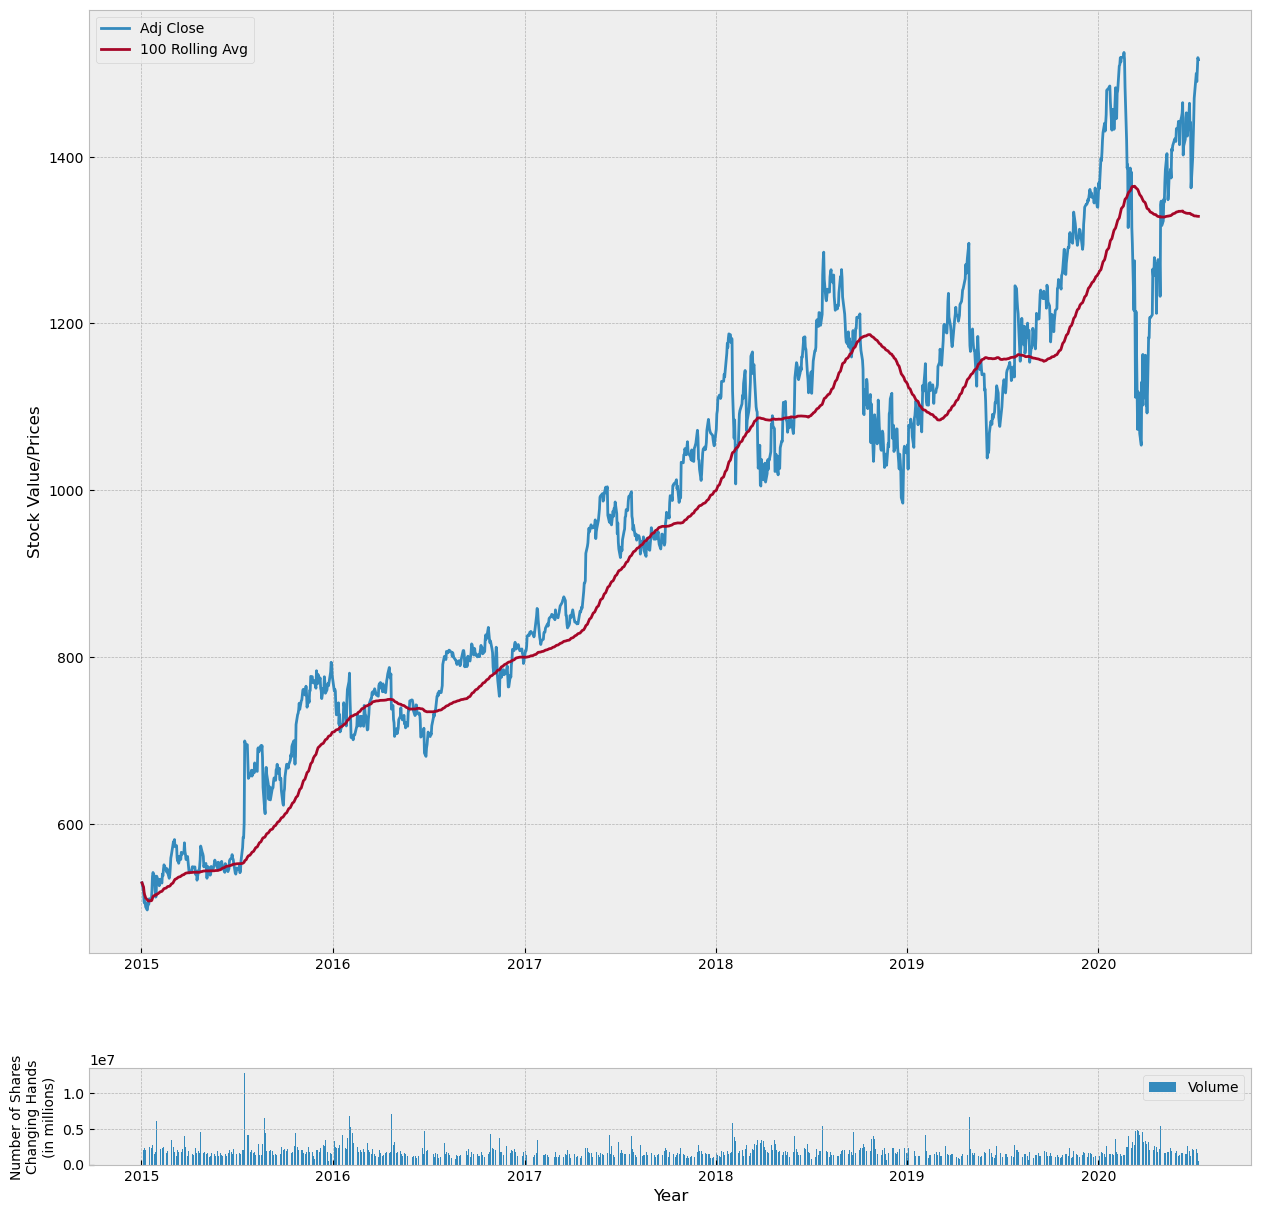 Adj Close
100 Rolling Avg
1400
1200
1000
800
600
Stock Value/Prices
2015 2016 2017 2018 2019 2020
1e7
Volume
1.0
0.5
0.0
Number of Shares
Changing Hands
(in millions)
2015 2016 2017 2018 2019 2020
Year